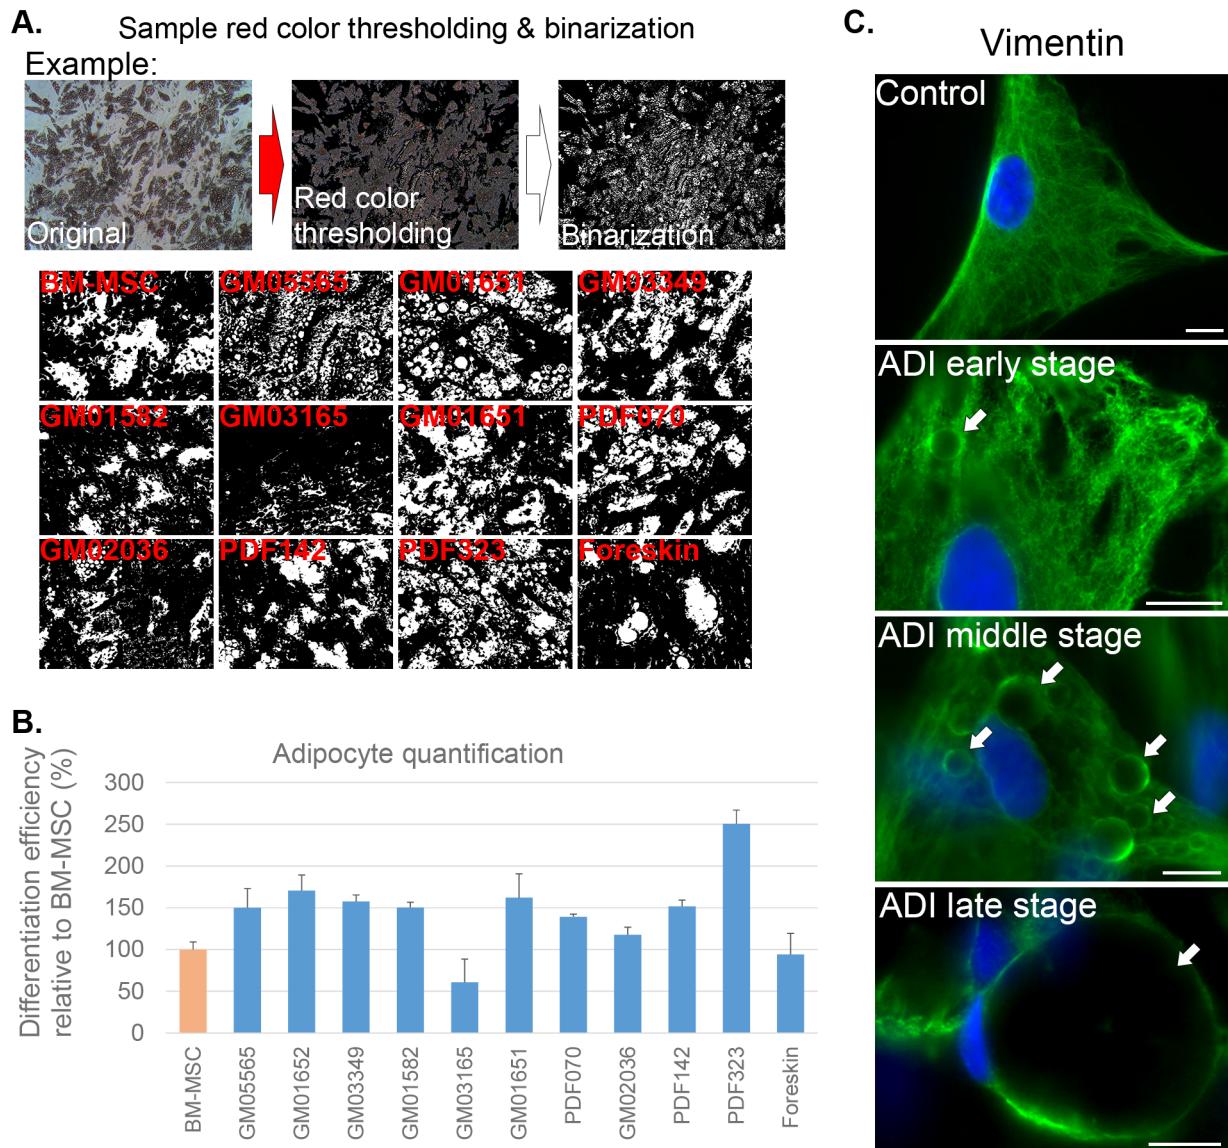 A.
Sample red color thresholding & binarization
Example:
Original
Red color
thresholding
Binarization
BM-MSC GM05565 GM01651 GM03349
GM01582 GM03165 GM01651 PDF070
GM02036 PDF142 PDF323 Foreskin
B.
Adipocyte quantification
Differentiation efficiency
relative to BM-MSC (%)
300
250
200
150
100
50
0
BM-MSC
GM05565
GM01652
GM03349
GM01582
GM03165
GM01651
PDF070
GM02036
PDF142
PDF323
Foreskin
C.
Vimentin
Control
ADI early stage
ADI middle stage
ADI late stage